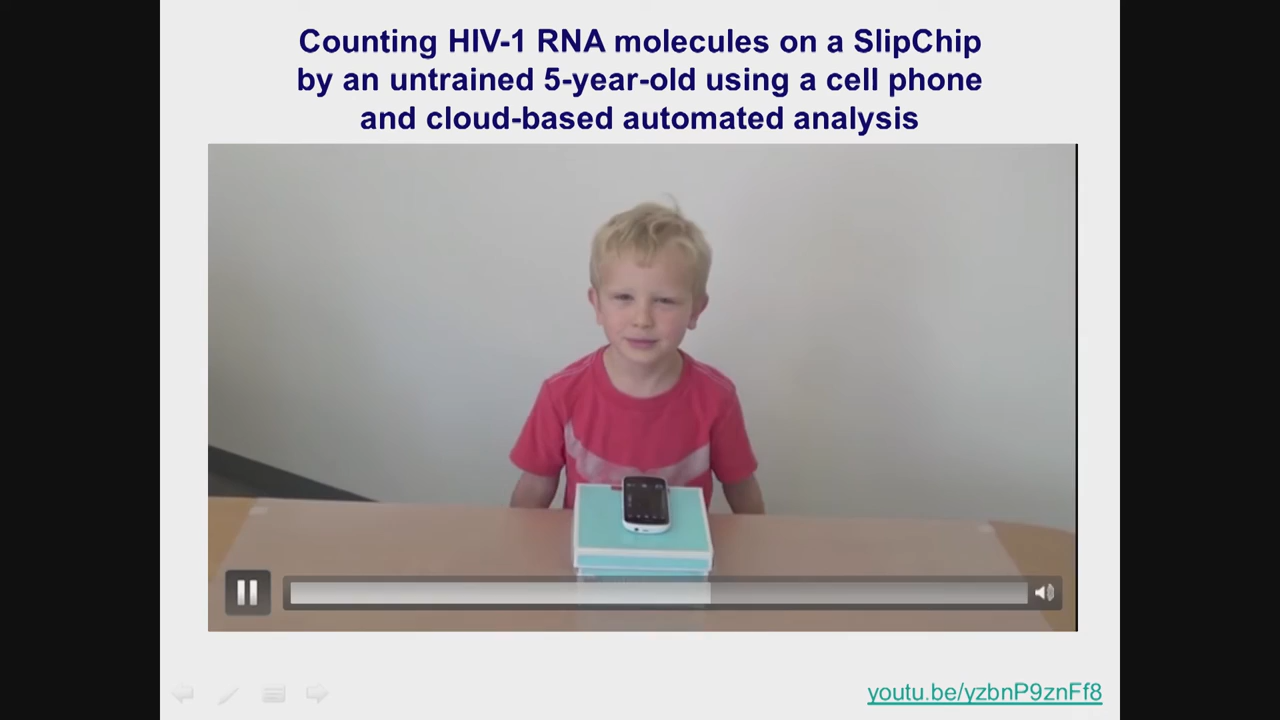 Counting HIV-1 RNA molecules on a SlipChip
by an untrained 5-year-old using a cell phone
and cloud-based automated analysis
youtu.be/yzbnP9znFf8